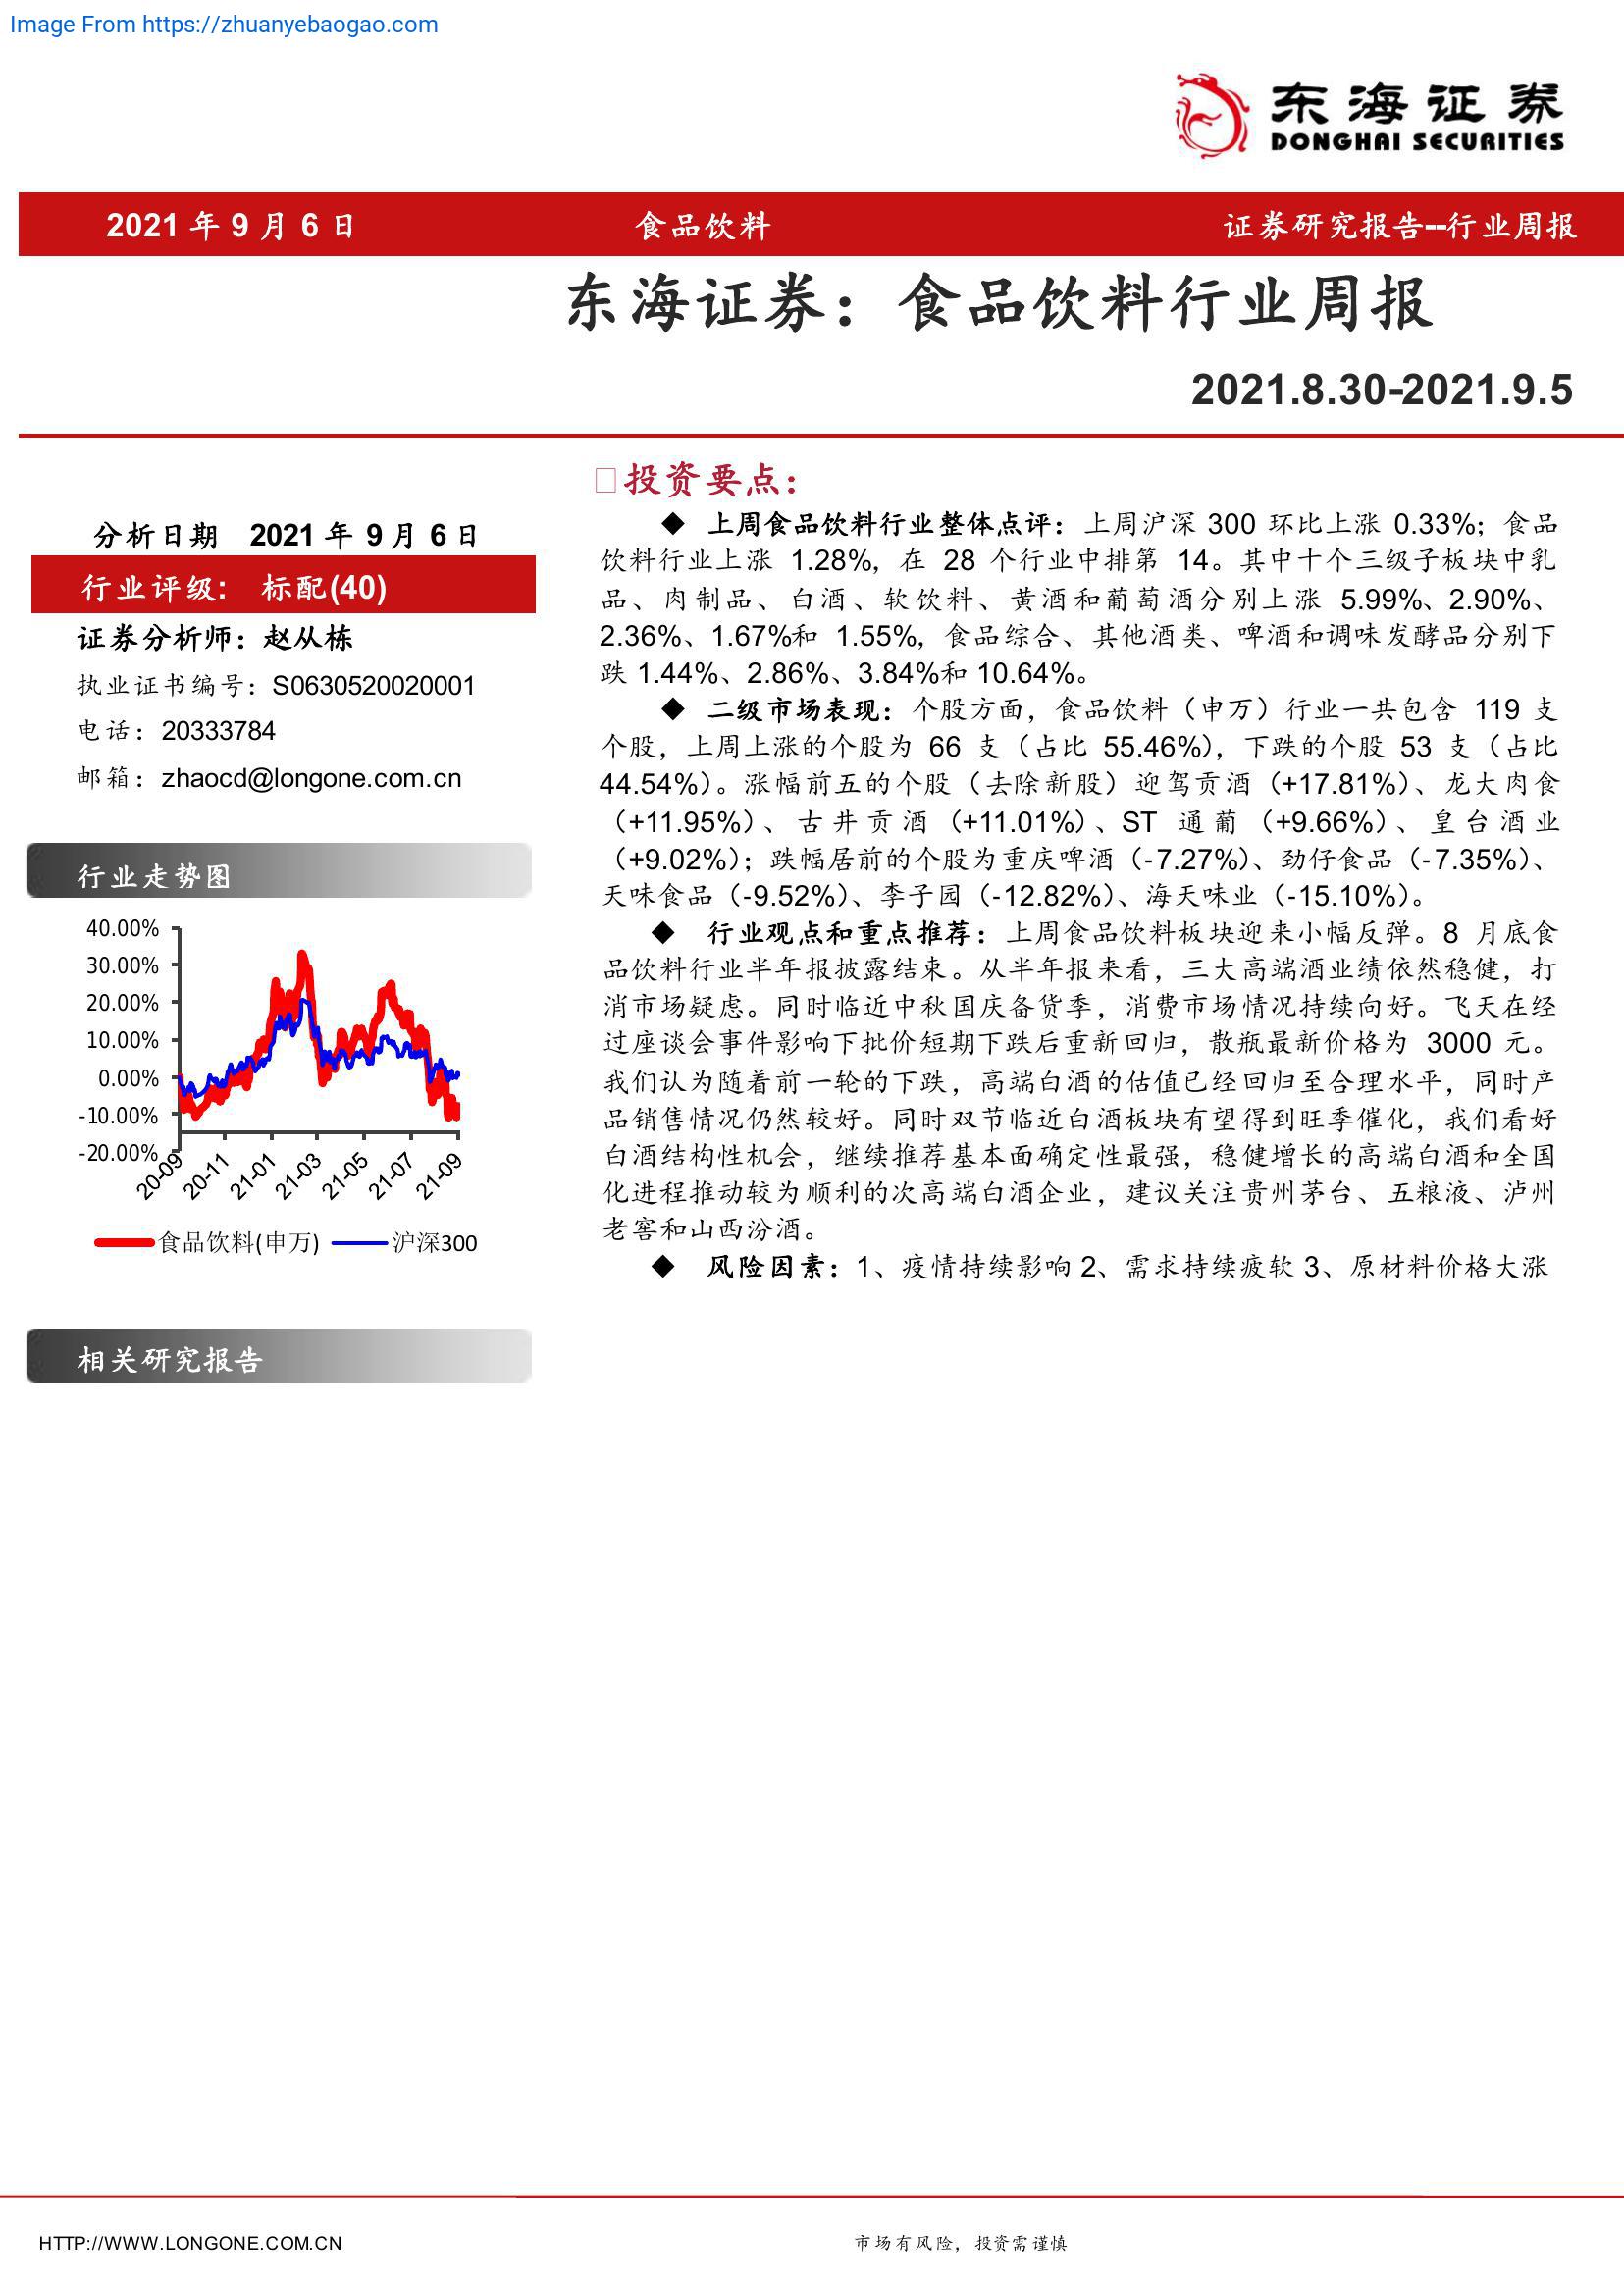 Image From https://zhuanyebaogao.com
东海证券
DONGHAI SECURITIES
2021 年 9 月 6 日 食品饮料 证券研究报告--行业周报
东海证券：食品饮料行业周报
2021.8.30-2021.9.5
分析日期 2021 年 9 月 6 日
行业评级： 标配(40)
证券分析师：赵从栋
执业证书编号：S0630520020001
电话：20333784
邮箱：zhaocd@longone.com.cn
行业走势图
40.00%
30.00%
20.00%
10.00%
0.00%
-10.00%
-20.00%
20-09 20-11 21-01 21-03 21-05 21-07 21-09
食品饮料(申万) 沪深300
相关研究报告
投资要点：
◆ 上周食品饮料行业整体点评：上周沪深 300 环比上涨 0.33%；食品
饮料行业上涨 1.28%，在 28 个行业中排第 14。其中十个三级子板块中乳
品、肉制品、白酒、软饮料、黄酒和葡萄酒分别上涨 5.99%、2.90%、
2.36%、1.67%和 1.55%，食品综合、其他酒类、啤酒和调味发酵品分别下
跌 1.44%、2.86%、3.84%和 10.64%。
◆ 二级市场表现：个股方面，食品饮料（申万）行业一共包含 119 支
个股，上周上涨的个股为 66 支（占比 55.46%），下跌的个股 53 支（占比
44.54%）。涨幅前五的个股（去除新股）迎驾贡酒（+17.81%）、龙大肉食
（+11.95%）、古井贡酒（+11.01%）、ST 通葡（+9.66%）、皇台酒业
（+9.02%）；跌幅居前的个股为重庆啤酒（-7.27%）、劲仔食品（-7.35%）、
天味食品（-9.52%）、李子园（-12.82%）、海天味业（-15.10%）。
◆ 行业观点和重点推荐：上周食品饮料板块迎来小幅反弹。8 月底食
品饮料行业半年报披露结束。从半年报来看，三大高端酒业绩依然稳健，打
消市场疑虑。同时临近中秋国庆备货季，消费市场情况持续向好。飞天在经
过座谈会事件影响下批价短期下跌后重新回归，散瓶最新价格为 3000 元。
我们认为随着前一轮的下跌，高端白酒的估值已经回归至合理水平，同时产
品销售情况仍然较好。同时双节临近白酒板块有望得到旺季催化，我们看好
白酒结构性机会，继续推荐基本面确定性最强，稳健增长的高端白酒和全国
化进程推动较为顺利的次高端白酒企业，建议关注贵州茅台、五粮液、泸州
老窖和山西汾酒。
◆ 风险因素：1、疫情持续影响 2、需求持续疲软 3、原材料价格大涨
HTTP://WWW.LONGONE.COM.CN 市场有风险，投资需谨慎